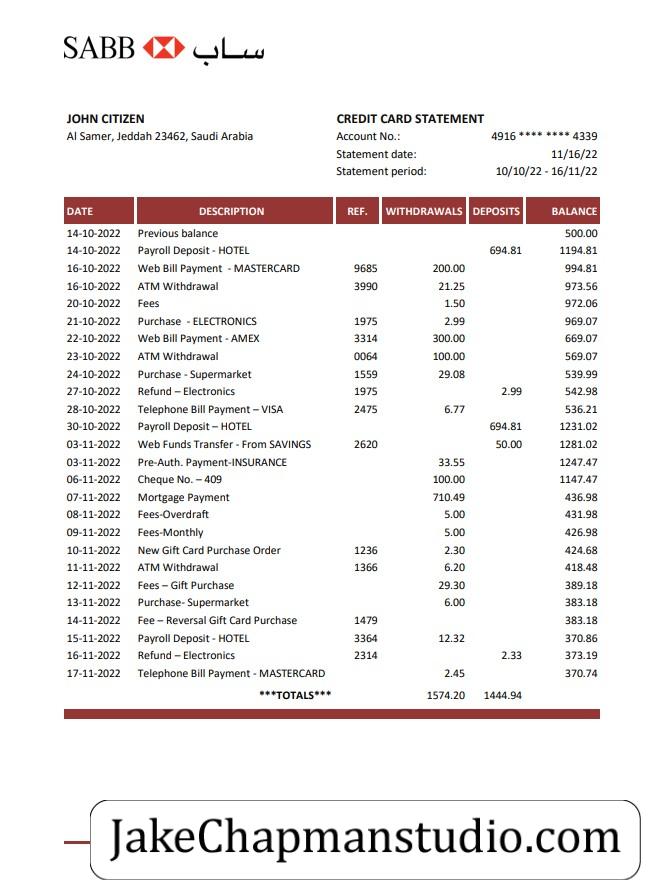 SABB ساب
JOHN CITIZEN
Al Samer, Jeddah 23462, Saudi Arabia
CREDIT CARD STATEMENT
Account No.: 4916 **** **** 4339
Statement date: 11/16/22
Statement period: 10/10/22 - 16/11/22
DATE DESCRIPTION REF. WITHDRAWALS DEPOSITS BALANCE
14-10-2022 Previous balance 500.00
14-10-2022 Payroll Deposit - HOTEL 694.81 1194.81
16-10-2022 Web Bill Payment - MASTERCARD 9685 200.00 994.81
16-10-2022 ATM Withdrawal 3990 21.25 973.56
20-10-2022 Fees 1.50 972.06
21-10-2022 Purchase - ELECTRONICS 1975 2.99 969.07
22-10-2022 Web Bill Payment - AMEX 3314 300.00 669.07
23-10-2022 ATM Withdrawal 0064 100.00 569.07
24-10-2022 Purchase - Supermarket 1559 29.08 539.99
27-10-2022 Refund – Electronics 1975 2.99 542.98
28-10-2022 Telephone Bill Payment – VISA 2475 6.77 536.21
30-10-2022 Payroll Deposit – HOTEL 694.81 1231.02
03-11-2022 Web Funds Transfer - From SAVINGS 2620 50.00 1281.02
03-11-2022 Pre-Auth. Payment-INSURANCE 33.55 1247.47
06-11-2022 Cheque No. – 409 100.00 1147.47
07-11-2022 Mortgage Payment 710.49 436.98
08-11-2022 Fees-Overdraft 5.00 431.98
09-11-2022 Fees-Monthly 5.00 426.98
10-11-2022 New Gift Card Purchase Order 1236 2.30 424.68
11-11-2022 ATM Withdrawal 1366 6.20 418.48
12-11-2022 Fees – Gift Purchase 29.30 389.18
13-11-2022 Purchase- Supermarket 6.00 383.18
14-11-2022 Fee – Reversal Gift Card Purchase 1479 383.18
15-11-2022 Payroll Deposit - HOTEL 3364 12.32 370.86
16-11-2022 Refund – Electronics 2314 2.33 373.19
17-11-2022 Telephone Bill Payment - MASTERCARD 2.45 370.74
***TOTALS*** 1574.20 1444.94
JakeChapmanstudio.com